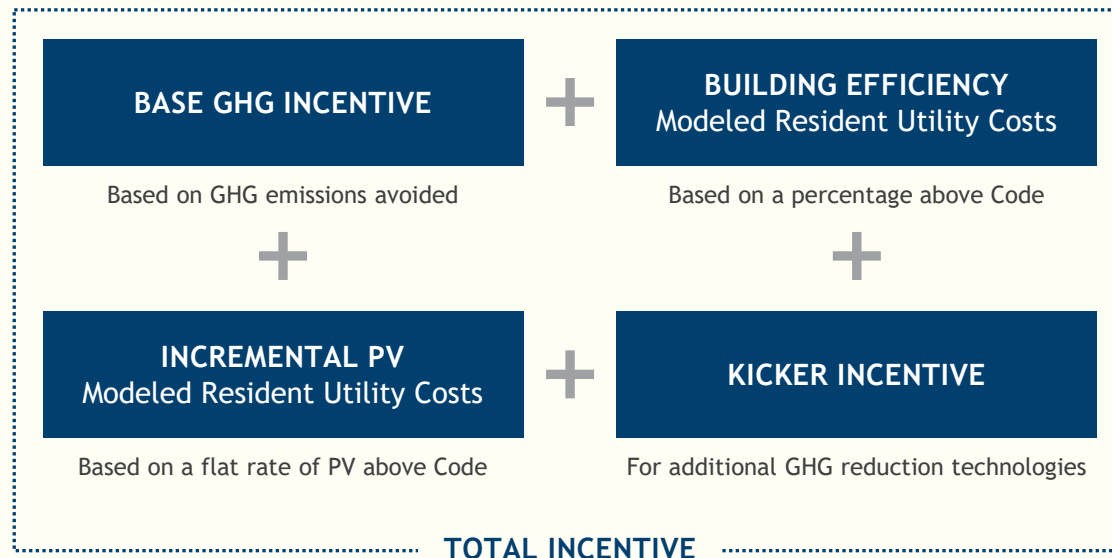 BASE GHG INCENTIVE
Based on GHG emissions avoided
+
BUILDING EFFICIENCY
Modeled Resident Utility Costs
Based on a percentage above Code
+
+
INCREMENTAL PV
Modeled Resident Utility Costs
Based on a flat rate of PV above Code
+
KICKER INCENTIVE
For additional GHG reduction technologies
TOTAL INCENTIVE